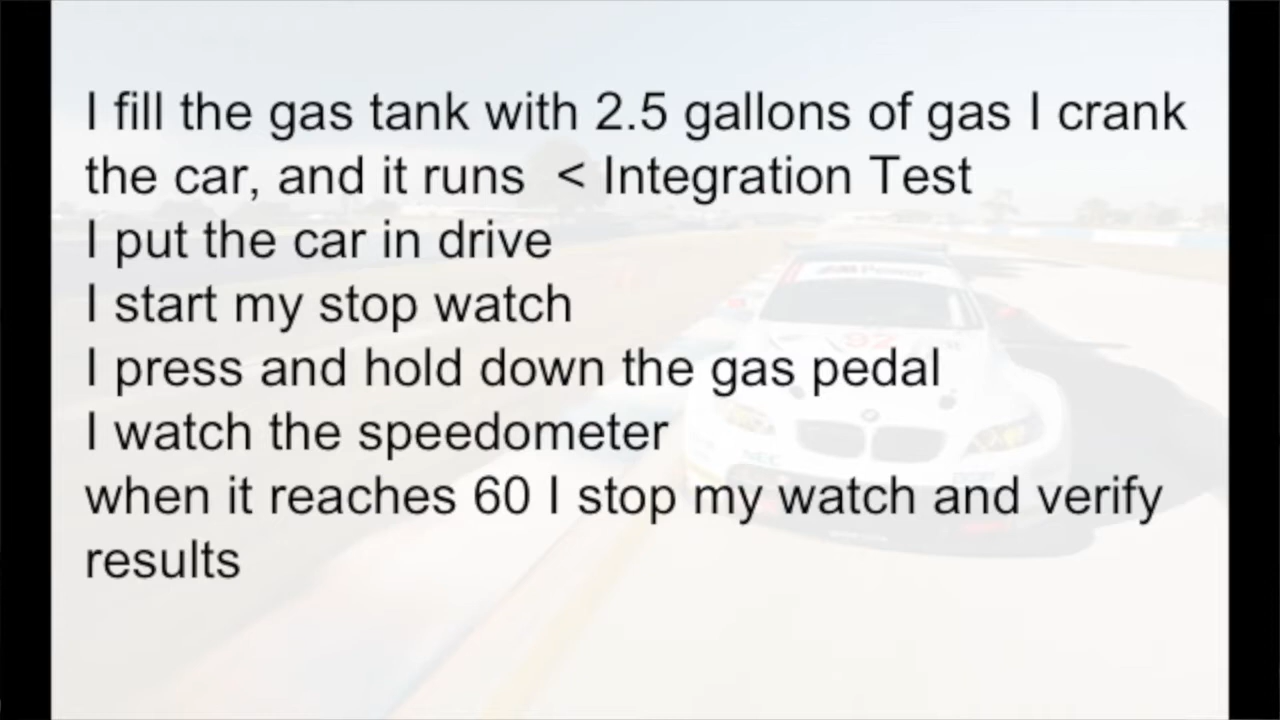 I fill the gas tank with 2.5 gallons of gas I crank
the car, and it runs  < Integration Test
I put the car in drive
I start my stop watch
I press and hold down the gas pedal
I watch the speedometer
when it reaches 60 I stop my watch and verify
results